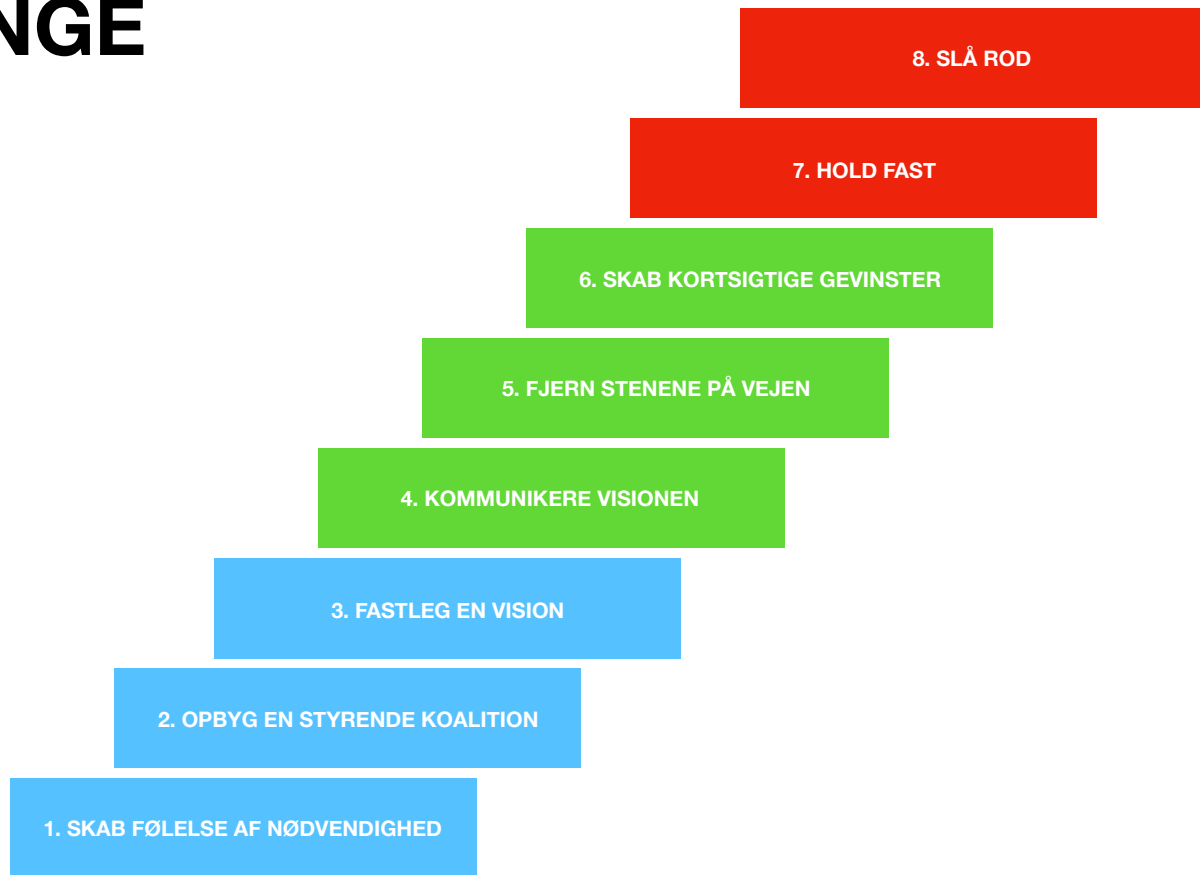 NGE
8. SLÅ ROD
7. HOLD FAST
6. SKAB KORTSIGTIGE GEVINSTER
5. FJERN STENENE PÅ VEJEN
4. KOMMUNIKERE VISIONEN
3. FASTLEG EN VISION
2. OPBYG EN STYRENDE KOALITION
1. SKAB FØLELSE AF NØDVENDIGHED